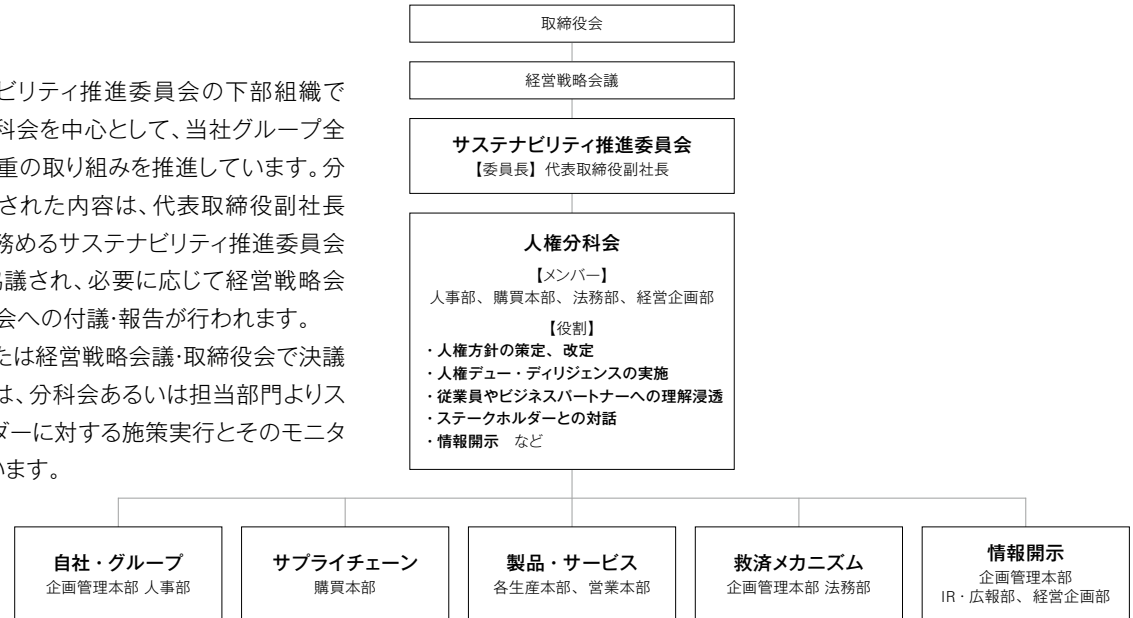 ビリティ推進委員会の下部組織で
科会を中心として、当社グループ全
重の取り組みを推進しています。分
された内容は、代表取締役副社長
務めるサステナビリティ推進委員会
協議され、必要に応じて経営戦略会
会への付議・報告が行われます。
たは経営戦略会議・取締役会で決議
は、分科会あるいは担当部門よりス
ダーに対する施策実行とそのモニタ
います。
取締役会
経営戦略会議
サステナビリティ推進委員会
【委員長】代表取締役副社長
人権分科会
【メンバー】
人事部、購買本部、法務部、経営企画部
【役割】
・人権方針の策定、改定
・人権デュー・ディリジェンスの実施
・従業員やビジネスパートナーへの理解浸透
・ステークホルダーとの対話
・情報開示 など
自社・グループ
企画管理本部 人事部
サプライチェーン
購買本部
製品・サービス
各生産本部、営業本部
救済メカニズム
企画管理本部 法務部
情報開示
企画管理本部
IR・広報部、経営企画部